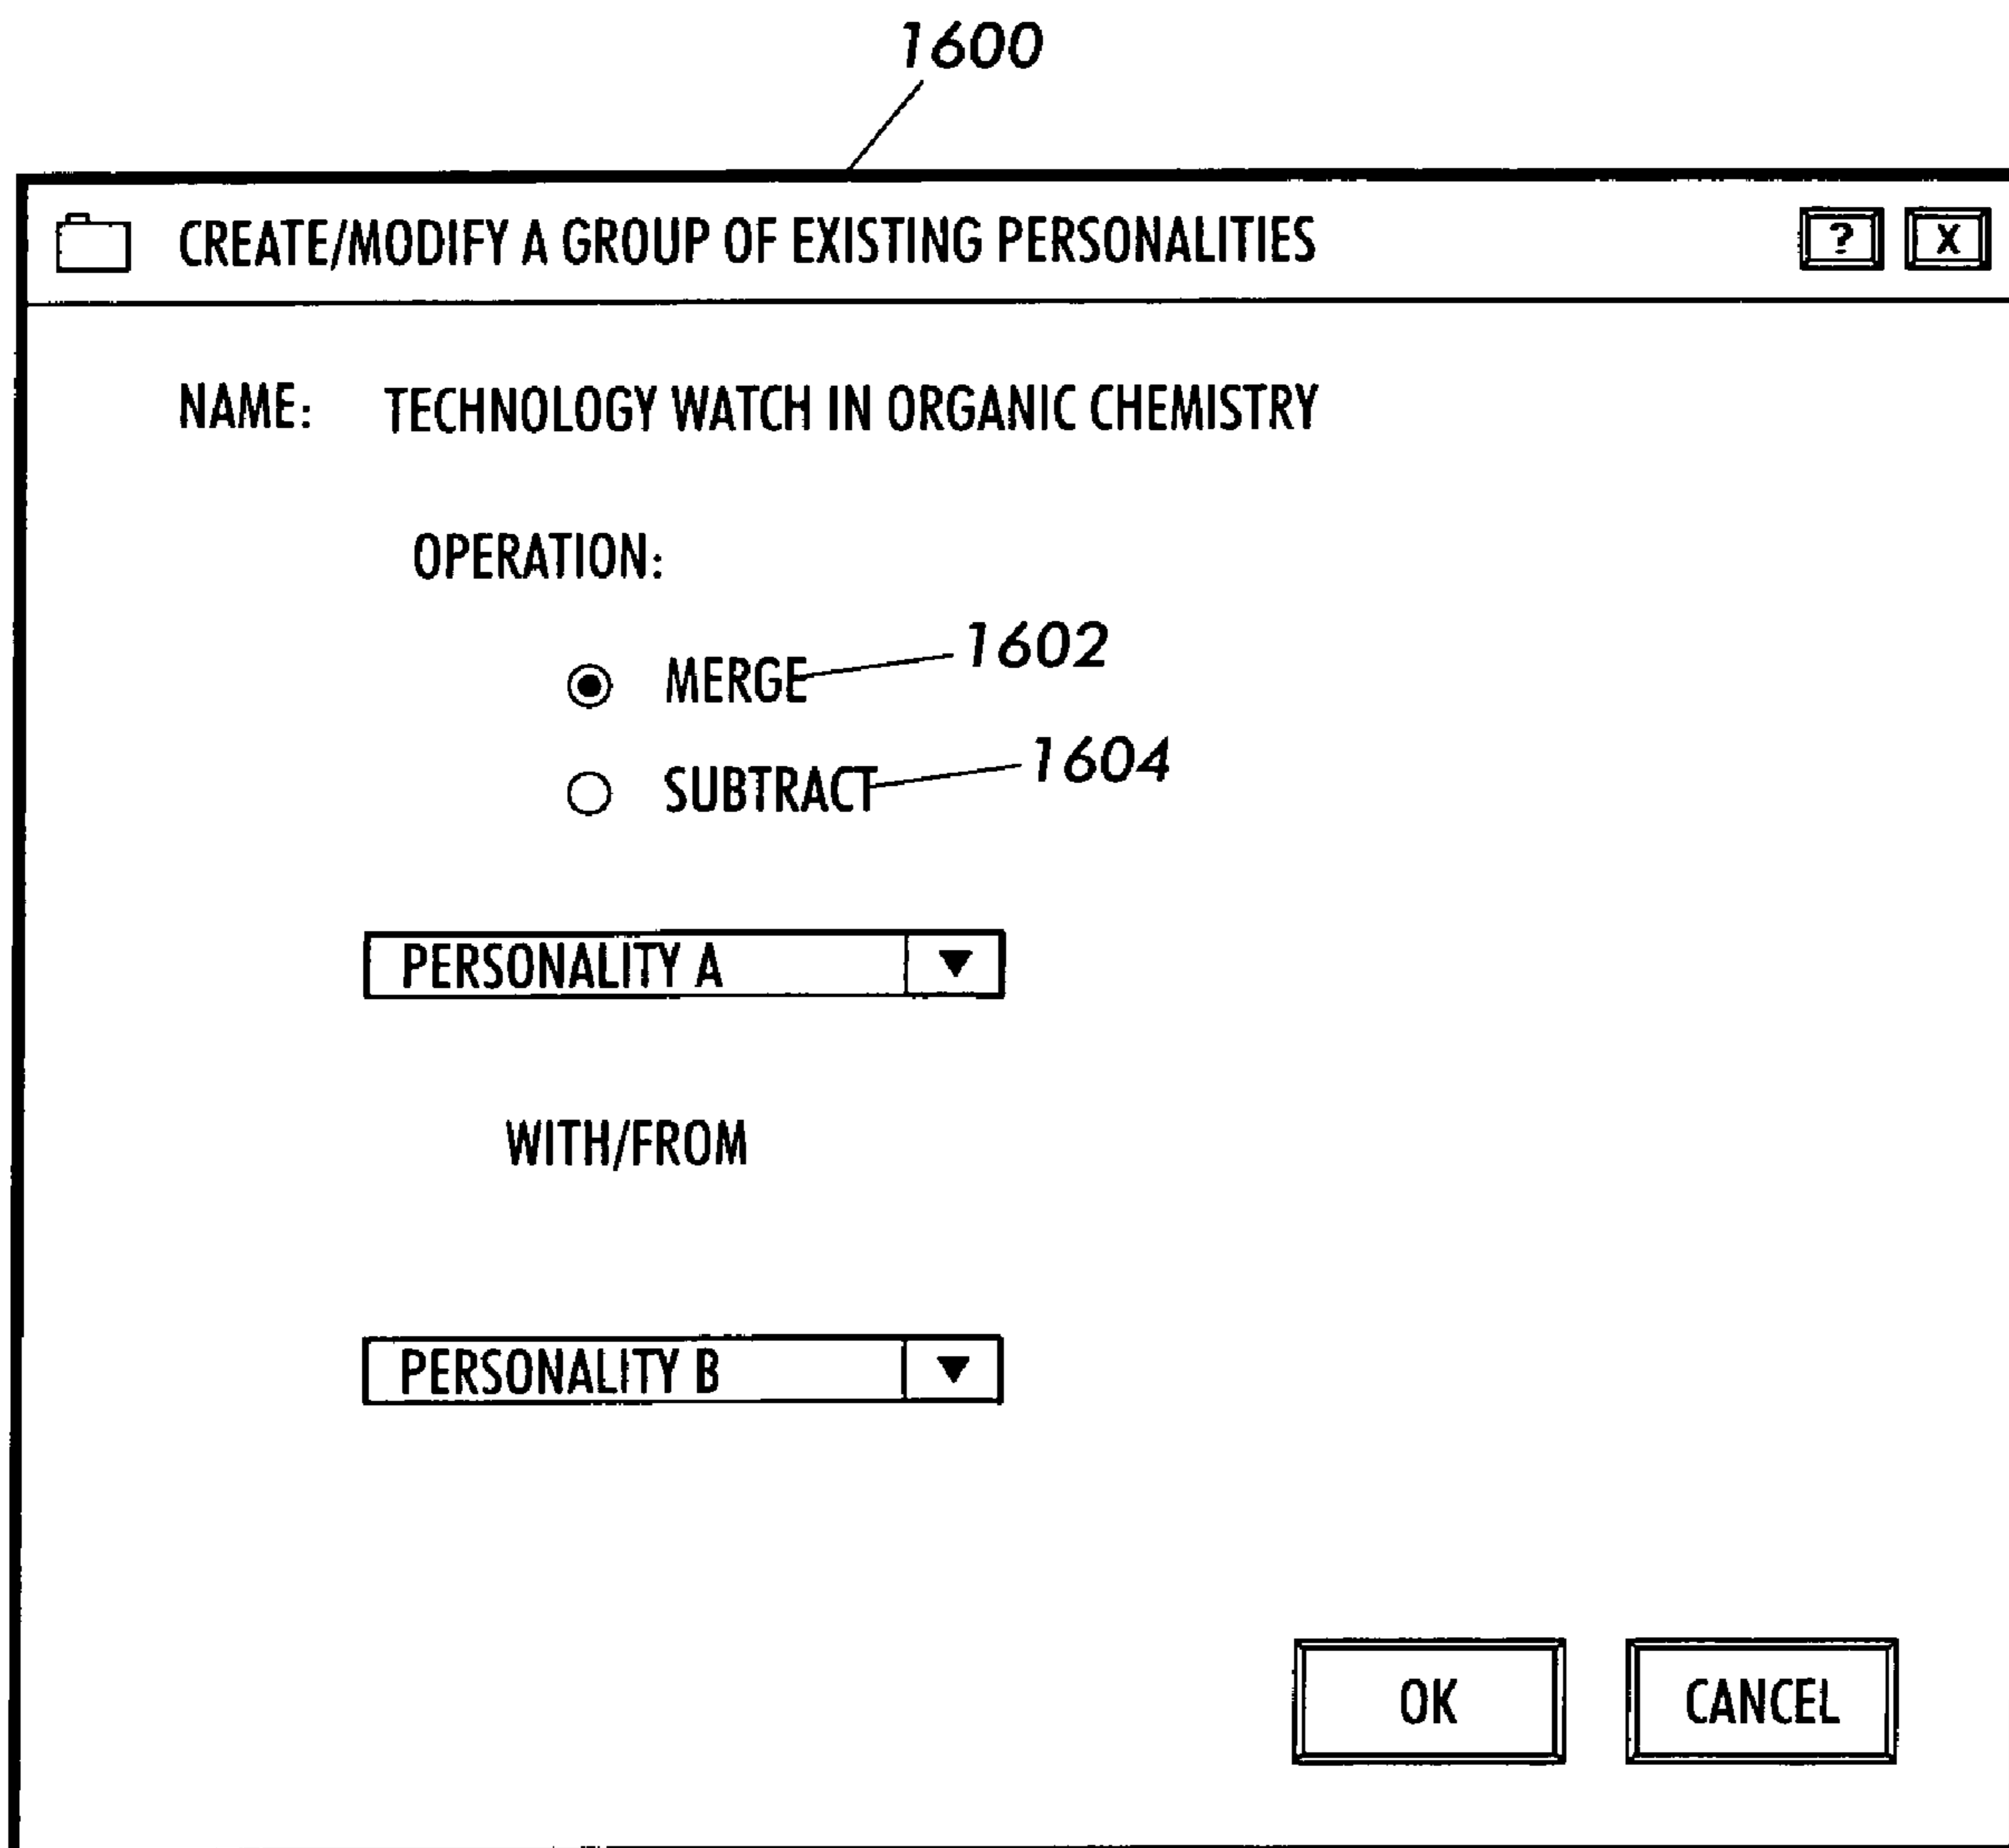 1600
CREATE/MODIFY A GROUP OF EXISTING PERSONALITIES ? X
NAME: TECHNOLOGY WATCH IN ORGANIC CHEMISTRY
OPERATION:
MERGE 1602
SUBTRACT 1604
PERSONALITY A
WITH/FROM
PERSONALITY B
OK CANCEL